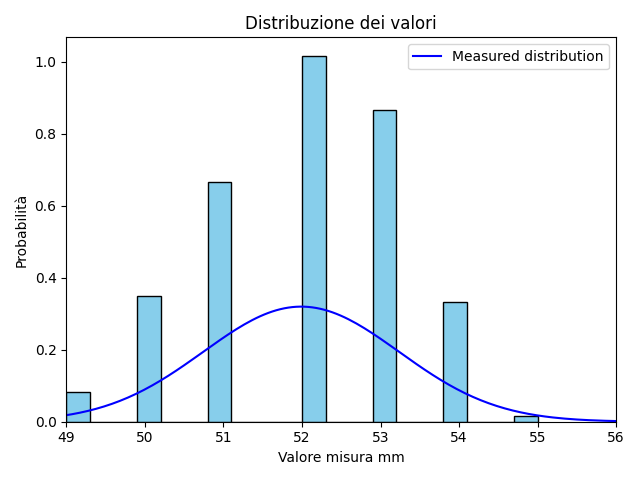 Distribuzione dei valori
Measured distribution
Probabilità
1.0
0.8
0.6
0.4
0.2
0.0
49 50 51 52 53 54 55 56
Valore misura mm